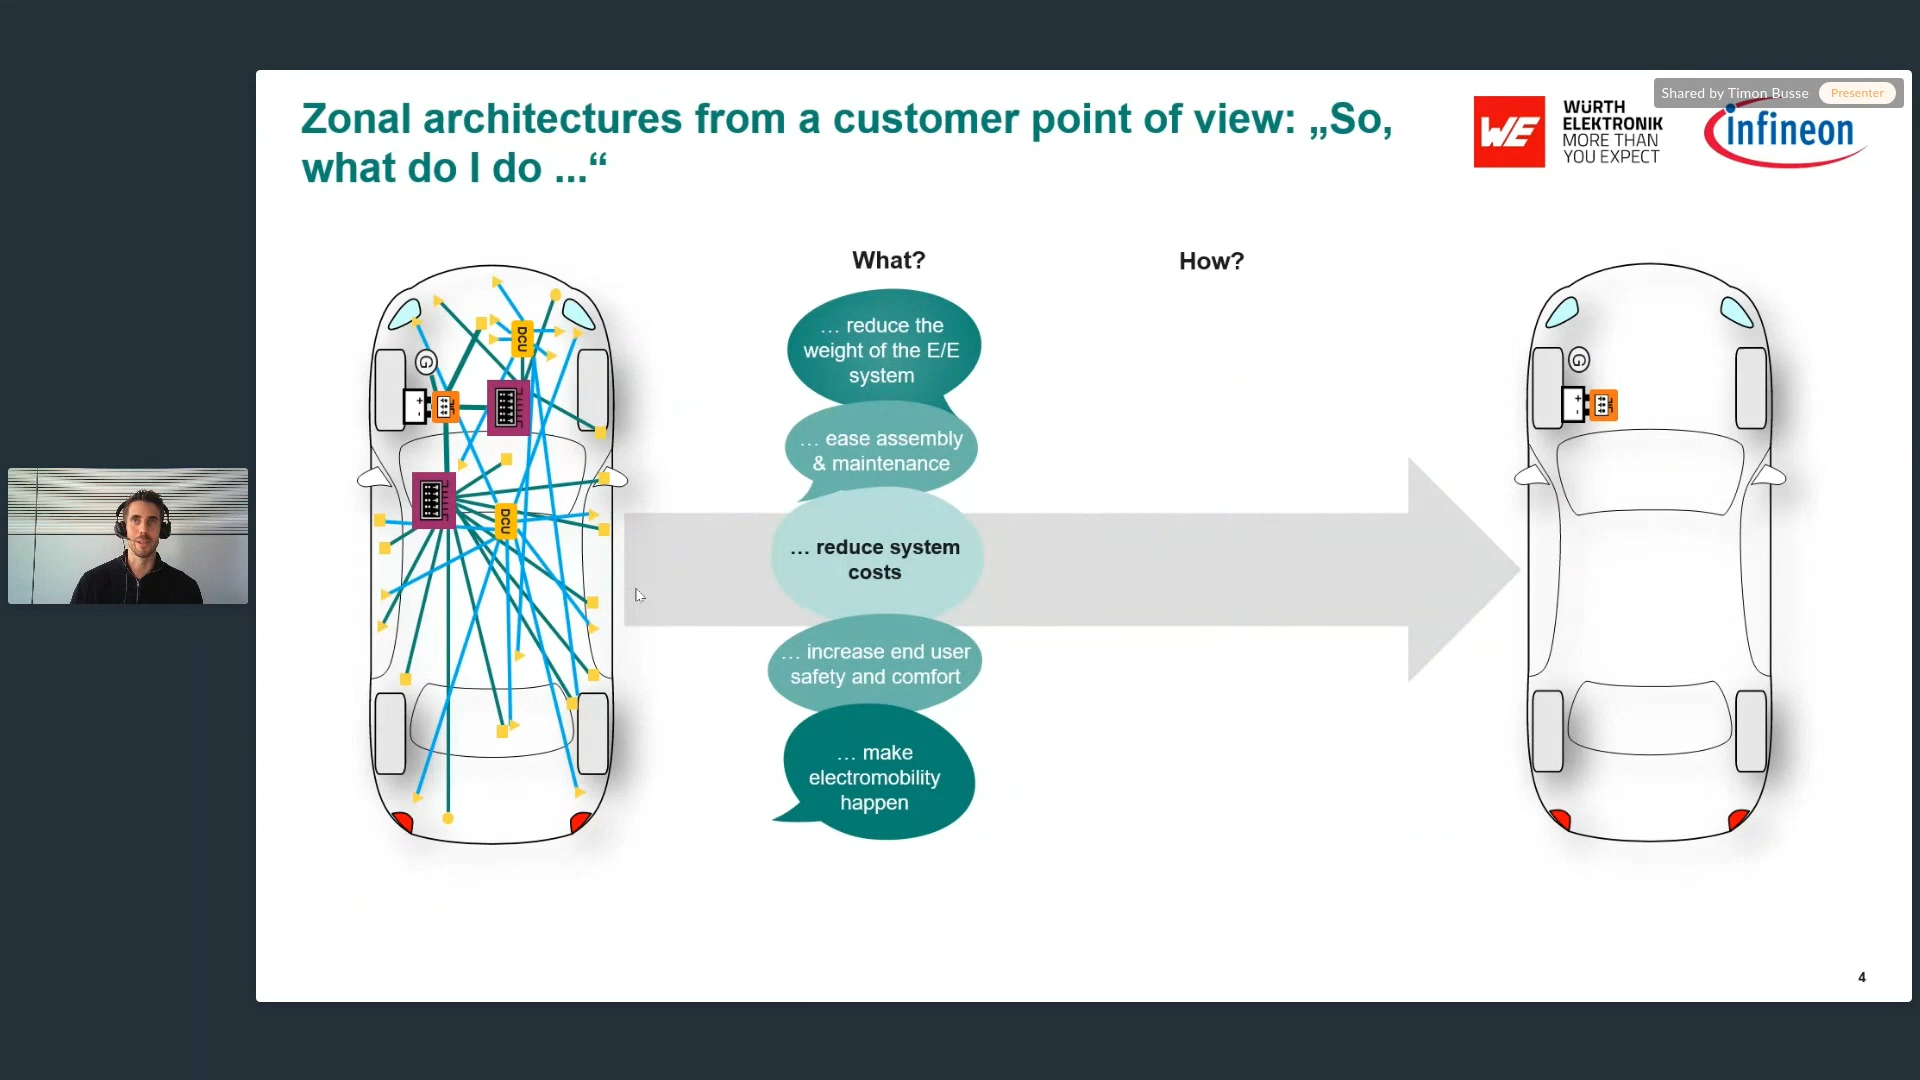 Zonal architectures from a customer point of view: „So,
what do I do ...“
WE
WÜRTH
ELEKTRONIK
MORE THAN
YOU EXPECT
infineon
Shared by Timon Busse
Presenter
What?
How?
... reduce the
weight of the E/E
system
... ease assembly
& maintenance
... reduce system
costs
... increase end user
safety and comfort
... make
electromobility
happen
DCU
DCU
G
+
-
G
+
-
4